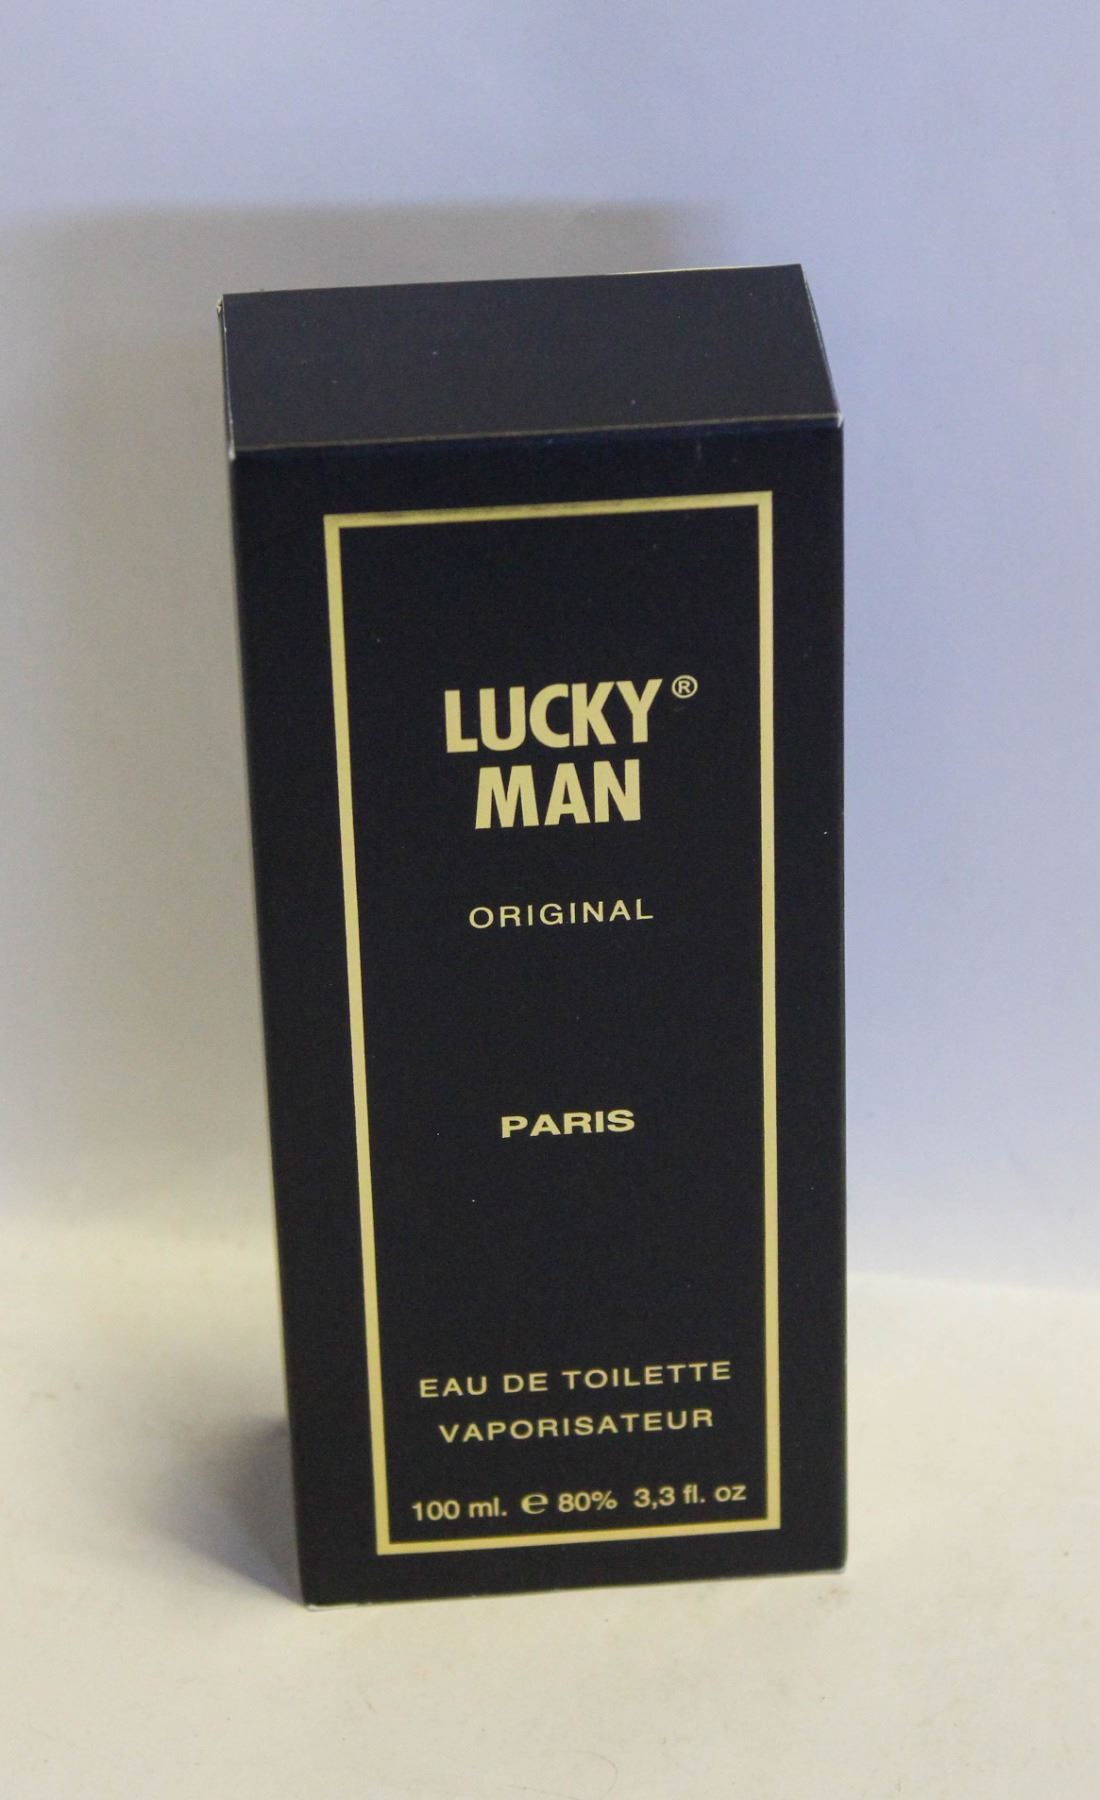 LUCKY®
MAN
ORIGINAL
PARIS
EAU DE TOILETTE
VAPORISATEUR
100 ml. ℮ 80% 3,3 fl. oz